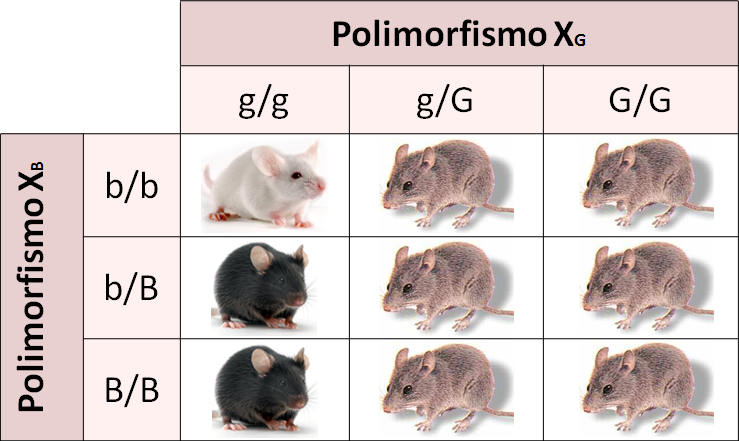 Polimorfismo XG
g/g g/G G/G
Polimorfismo XB
b/b
b/B
B/B